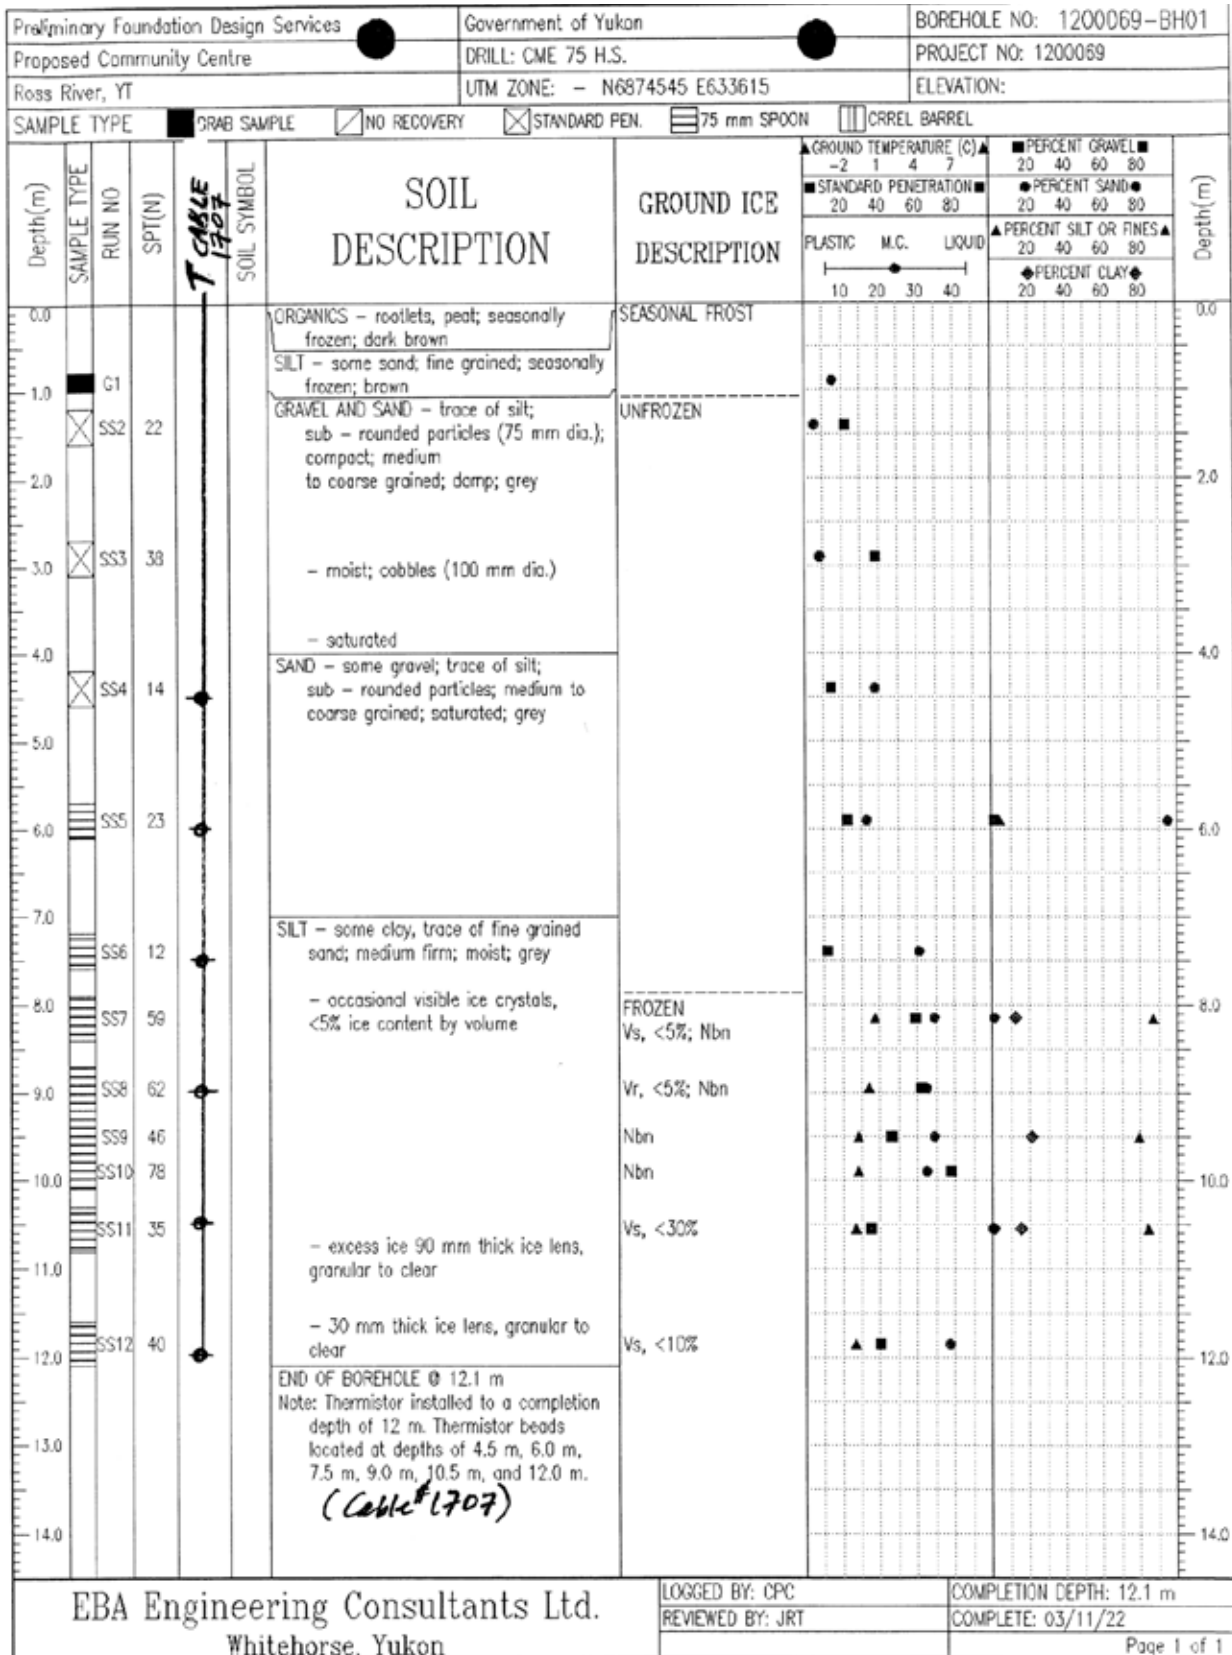 Preliminary Foundation Design Services
Government of Yukon
BOREHOLE NO: 1200069-BH01
Proposed Community Centre
DRILL: CME 75 H.S.
PROJECT NO: 1200069
Ross River, YT
UTM ZONE: - N6874545 E633615
ELEVATION:
SAMPLE TYPE
GRAB SAMPLE
NO RECOVERY
STANDARD PEN.
75 mm SPOON
CRREL BARREL
Depth(m)
SAMPLE TYPE
RUN NO
SPT(N)
T CABLE
1707
SOIL SYMBOL
SOIL
DESCRIPTION
GROUND ICE
DESCRIPTION
GROUND TEMPERATURE (C)
-2 1 4 7
STANDARD PENETRATION
20 40 60 80
PLASTIC M.C. LIQUID
10 20 30 40
PERCENT GRAVEL
20 40 60 80
PERCENT SAND
20 40 60 80
PERCENT SILT OR FINES
20 40 60 80
PERCENT CLAY
20 40 60 80
Depth(m)
0.0
ORGANICS - rootlets, peat; seasonally
frozen; dark brown
SEASONAL FROST
0.0
SILT - some sand; fine grained; seasonally
frozen; brown
G1
1.0
GRAVEL AND SAND - trace of silt;
sub - rounded particles (75 mm dia.);
compact; medium
to coarse grained; damp; grey
UNFROZEN
SS2 22
2.0
2.0
SS3 38
3.0
- moist; cobbles (100 mm dia.)
- saturated
4.0
4.0
SAND - some gravel; trace of silt;
sub - rounded particles; medium to
coarse grained; saturated; grey
SS4 14
5.0
SS5 23
6.0
6.0
7.0
SILT - some clay, trace of fine grained
sand; medium firm; moist; grey
SS6 12
- occasional visible ice crystals,
<5% ice content by volume
8.0
FROZEN
Vs, <5%; Nbn
8.0
SS7 59
SS8 62
9.0
Vr, <5%; Nbn
SS9 46
Nbn
SS10 78
10.0
Nbn
10.0
SS11 35
Vs, <30%
- excess ice 90 mm thick ice lens,
granular to clear
11.0
- 30 mm thick ice lens, granular to
clear
SS12 40
Vs, <10%
12.0
12.0
END OF BOREHOLE @ 12.1 m
Note: Thermistor installed to a completion
depth of 12 m. Thermistor beads
located at depths of 4.5 m, 6.0 m,
7.5 m, 9.0 m, 10.5 m, and 12.0 m.
(Cable# 1707)
13.0
14.0
14.0
EBA Engineering Consultants Ltd.
Whitehorse, Yukon
LOGGED BY: CPC
COMPLETION DEPTH: 12.1 m
REVIEWED BY: JRT
COMPLETE: 03/11/22
Page 1 of 1